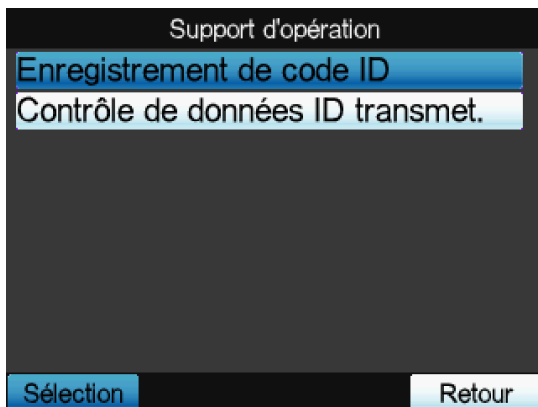 Support d'opération
Enregistrement de code ID
Contrôle de données ID transmet.
Sélection
Retour